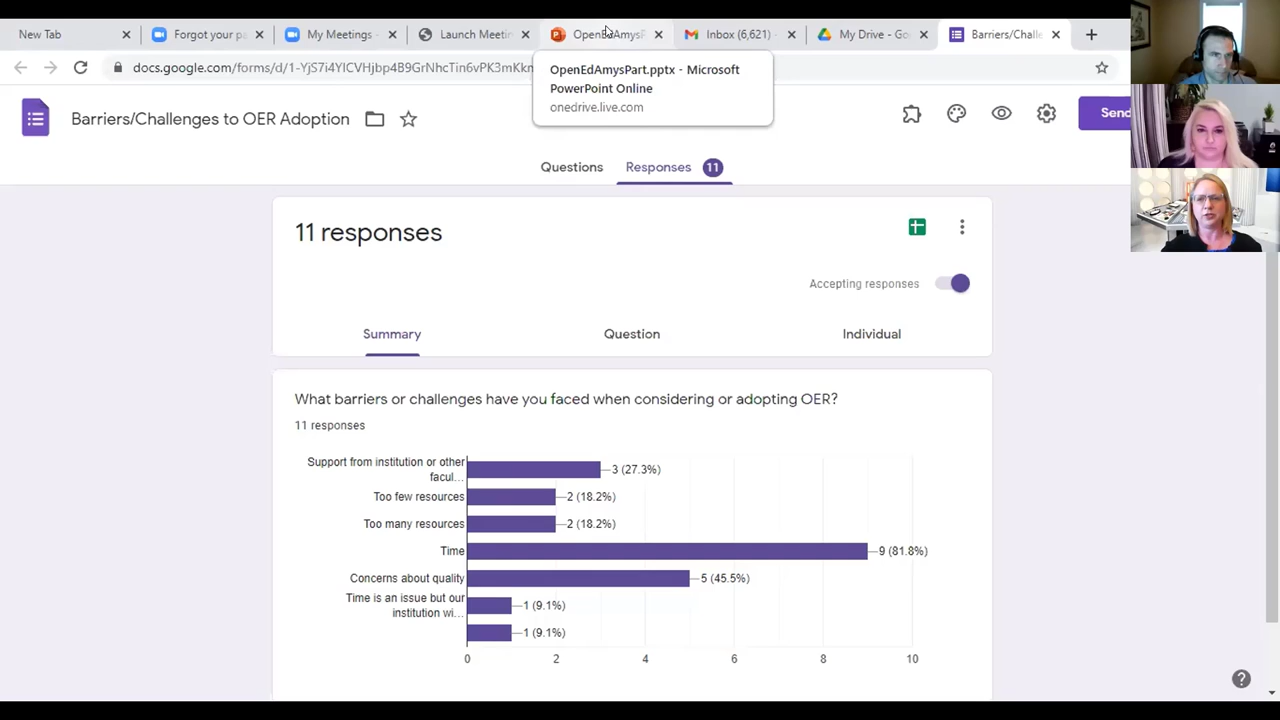 New Tab
Forgot your pa
My Meetings -
Launch Meetin
OpenEdAmysP
Inbox (6,621) -
My Drive - Goo
Barriers/Challe
docs.google.com/forms/d/1-YjS7i4YICVHjbp4B9GrNhcTin6vPK3mKkn
OpenEdAmysPart.pptx - Microsoft
PowerPoint Online
onedrive.live.com
Barriers/Challenges to OER Adoption
Send
Questions
Responses 11
11 responses
Accepting responses
Summary
Question
Individual
What barriers or challenges have you faced when considering or adopting OER?
11 responses
Support from institution or other
facul...
3 (27.3%)
Too few resources
2 (18.2%)
Too many resources
2 (18.2%)
Time
9 (81.8%)
Concerns about quality
5 (45.5%)
Time is an issue but our
institution wi...
1 (9.1%)
1 (9.1%)
0 2 4 6 8 10